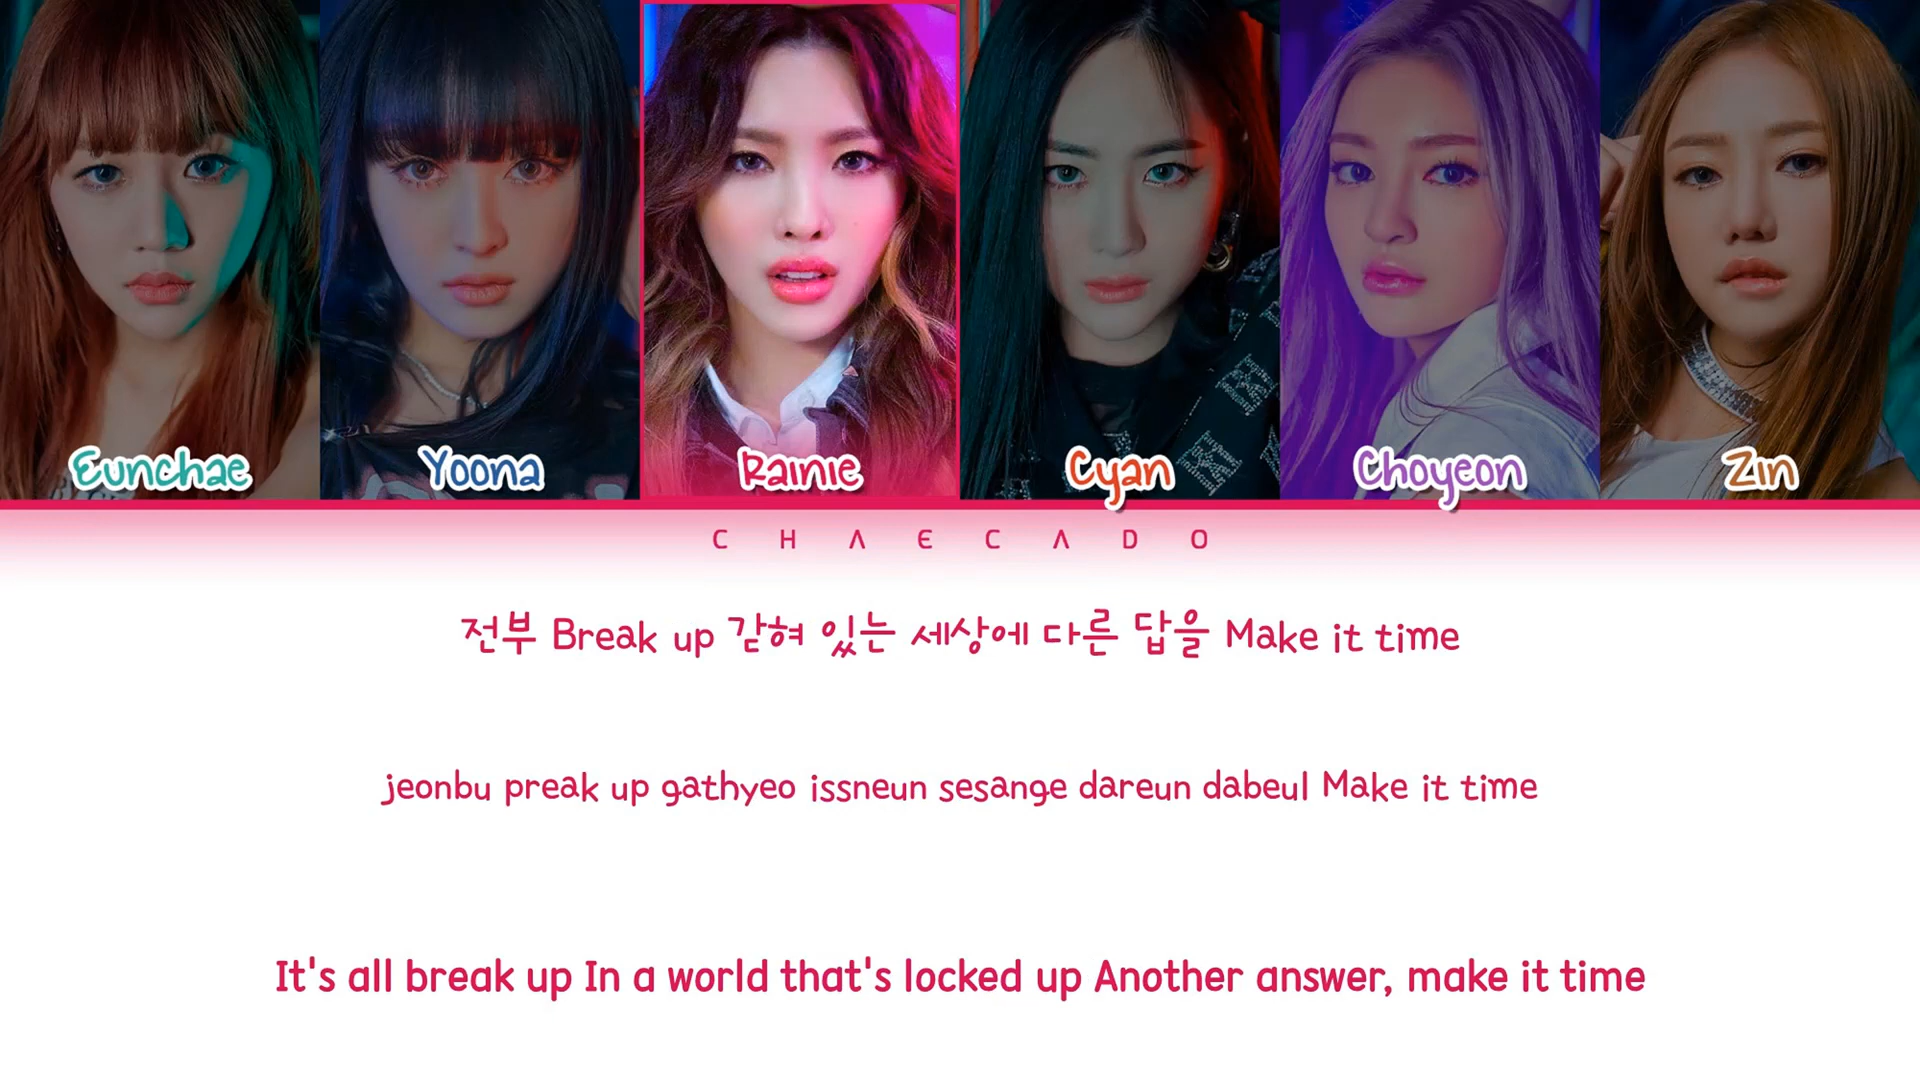 Eunchae Yoona Rainie Cyan Choyeon Zin
CHAECADO
전부 Break up 갇혀 있는 세상에 다른 답을 Make it time
jeonbu preak up gathyeo issneun sesange dareun dabeul Make it time
It's all break up In a world that's locked up Another answer, make it time